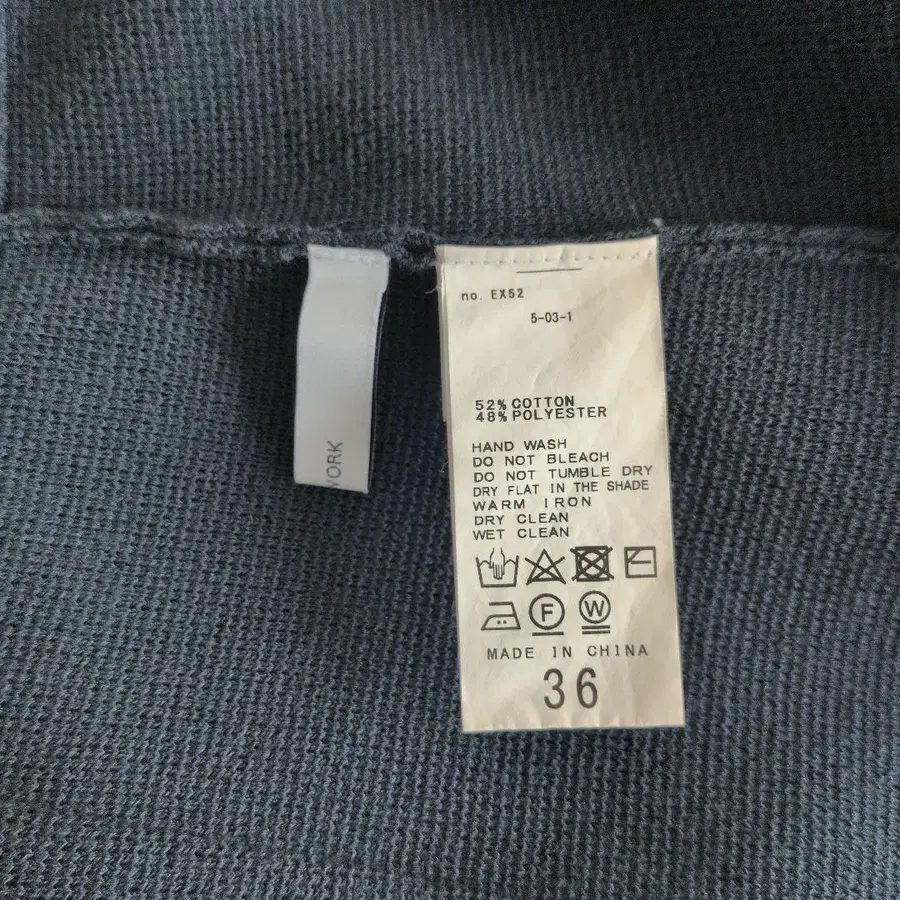 YORK
no. EX52
5-03-1
52% COTTON
48% POLYESTER
HAND WASH
DO NOT BLEACH
DO NOT TUMBLE DRY
DRY FLAT IN THE SHADE
WARM IRON
DRY CLEAN
WET CLEAN
F W
MADE IN CHINA
36